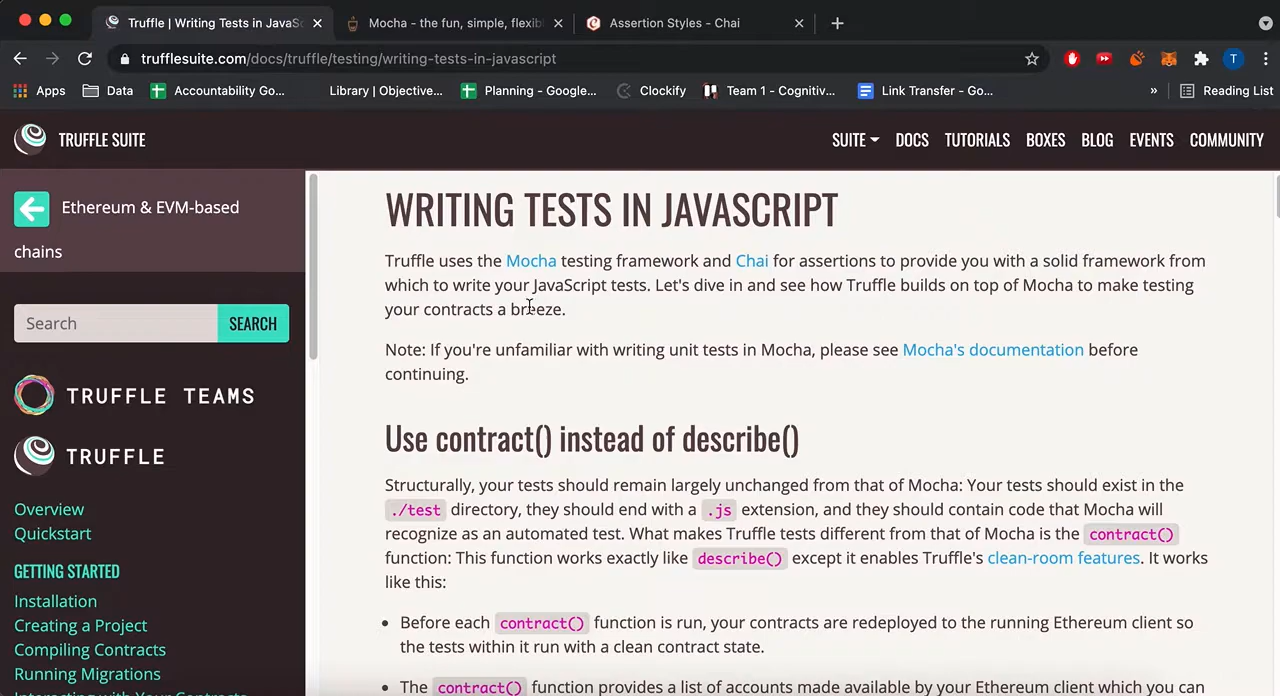 Truffle | Writing Tests in JavaSc
Mocha - the fun, simple, flexibl
Assertion Styles - Chai
trufflesuite.com/docs/truffle/testing/writing-tests-in-javascript
T
Apps
Data
Accountability Go...
Library | Objective...
Planning - Google...
Clockify
Team 1 - Cognitiv...
Link Transfer - Go...
»
Reading List
TRUFFLE SUITE
SUITE
DOCS
TUTORIALS
BOXES
BLOG
EVENTS
COMMUNITY
Ethereum & EVM-based
chains
Search
SEARCH
TRUFFLE TEAMS
TRUFFLE
Overview
Quickstart
GETTING STARTED
Installation
Creating a Project
Compiling Contracts
Running Migrations
Interacting with Your Contracts
WRITING TESTS IN JAVASCRIPT
Truffle uses the Mocha testing framework and Chai for assertions to provide you with a solid framework from
which to write your JavaScript tests. Let's dive in and see how Truffle builds on top of Mocha to make testing
your contracts a breeze.
Note: If you're unfamiliar with writing unit tests in Mocha, please see Mocha's documentation before
continuing.
Use contract() instead of describe()
Structurally, your tests should remain largely unchanged from that of Mocha: Your tests should exist in the
./test directory, they should end with a .js extension, and they should contain code that Mocha will
recognize as an automated test. What makes Truffle tests different from that of Mocha is the contract()
function: This function works exactly like describe() except it enables Truffle's clean-room features. It works
like this:
• Before each contract() function is run, your contracts are redeployed to the running Ethereum client so
the tests within it run with a clean contract state.
• The contract() function provides a list of accounts made available by your Ethereum client which you can